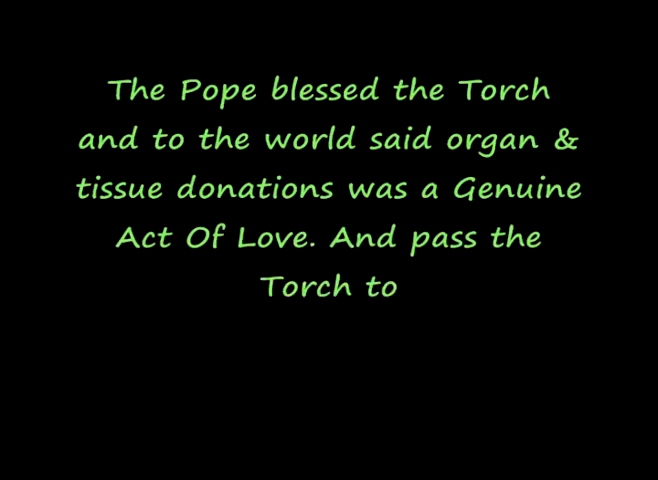 The Pope blessed the Torch
and to the world said organ &
tissue donations was a Genuine
Act Of Love. And pass the
Torch to